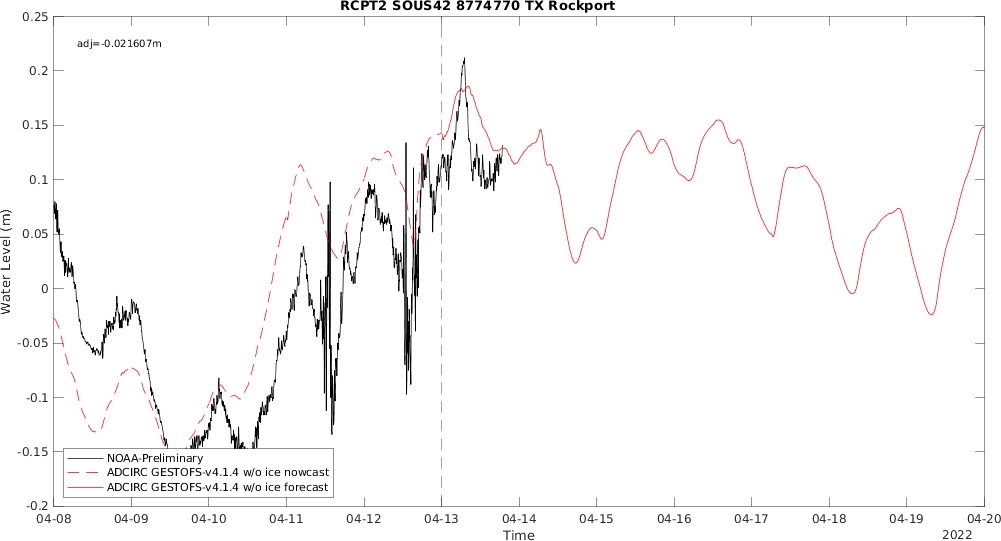 RCPT2 SOUS42 8774770 TX Rockport
adj=-0.021607m
0.25
0.2
0.15
0.1
0.05
0
-0.05
-0.1
-0.15
-0.2
Water Level (m)
NOAA-Preliminary
ADCIRC GESTOFS-v4.1.4 w/o ice nowcast
ADCIRC GESTOFS-v4.1.4 w/o ice forecast
04-08 04-09 04-10 04-11 04-12 04-13 04-14 04-15 04-16 04-17 04-18 04-19 04-20
Time
2022